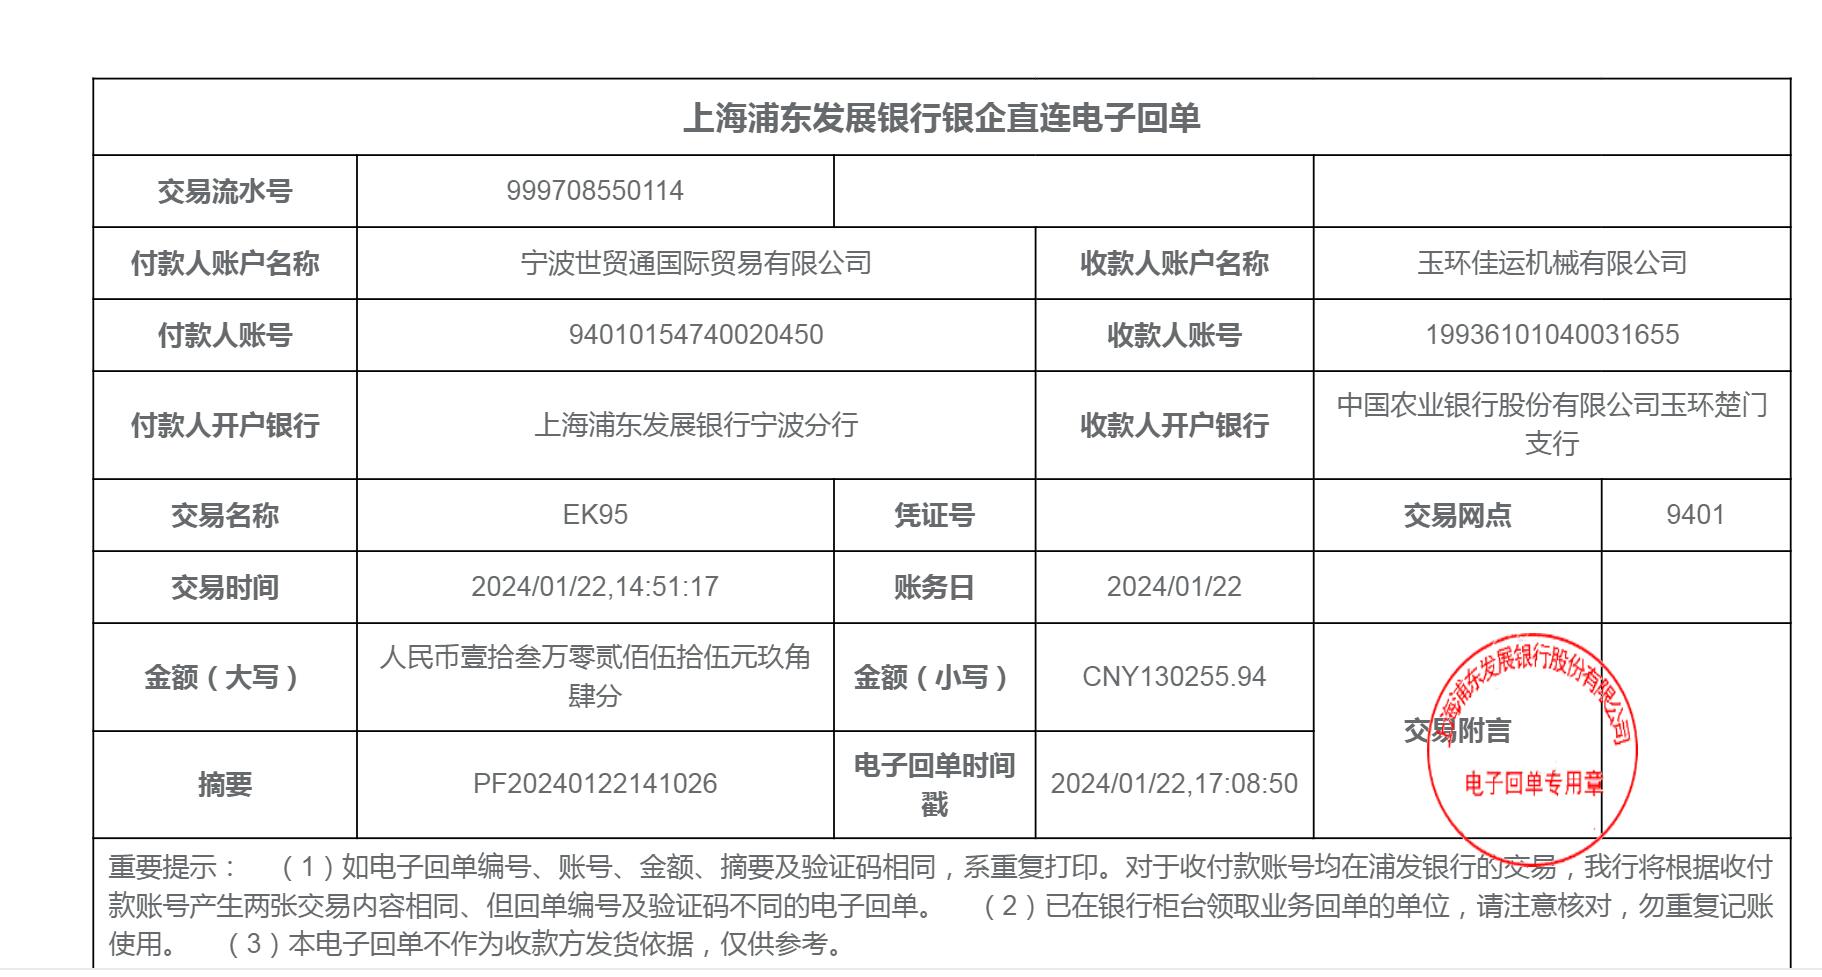 上海浦东发展银行银企直连电子回单
交易流水号 999708550114
付款人账户名称 宁波世贸通国际贸易有限公司 收款人账户名称 玉环佳运机械有限公司
付款人账号 94010154740020450 收款人账号 19936101040031655
付款人开户银行 上海浦东发展银行宁波分行 收款人开户银行 中国农业银行股份有限公司玉环楚门
支行
交易名称 EK95 凭证号 交易网点 9401
交易时间 2024/01/22,14:51:17 账务日 2024/01/22
金额（大写） 人民币壹拾叁万零贰佰伍拾伍元玖角
肆分
金额（小写） CNY130255.94
交易附言
摘要 PF20240122141026 电子回单时间
戳
2024/01/22,17:08:50
上海浦东发展银行股份有限公司
电子回单专用章
重要提示： （1）如电子回单编号、账号、金额、摘要及验证码相同，系重复打印。对于收付款账号均在浦发银行的交易，我行将根据收付
款账号产生两张交易内容相同、但回单编号及验证码不同的电子回单。 （2）已在银行柜台领取业务回单的单位，请注意核对，勿重复记账
使用。 （3）本电子回单不作为收款方发货依据，仅供参考。